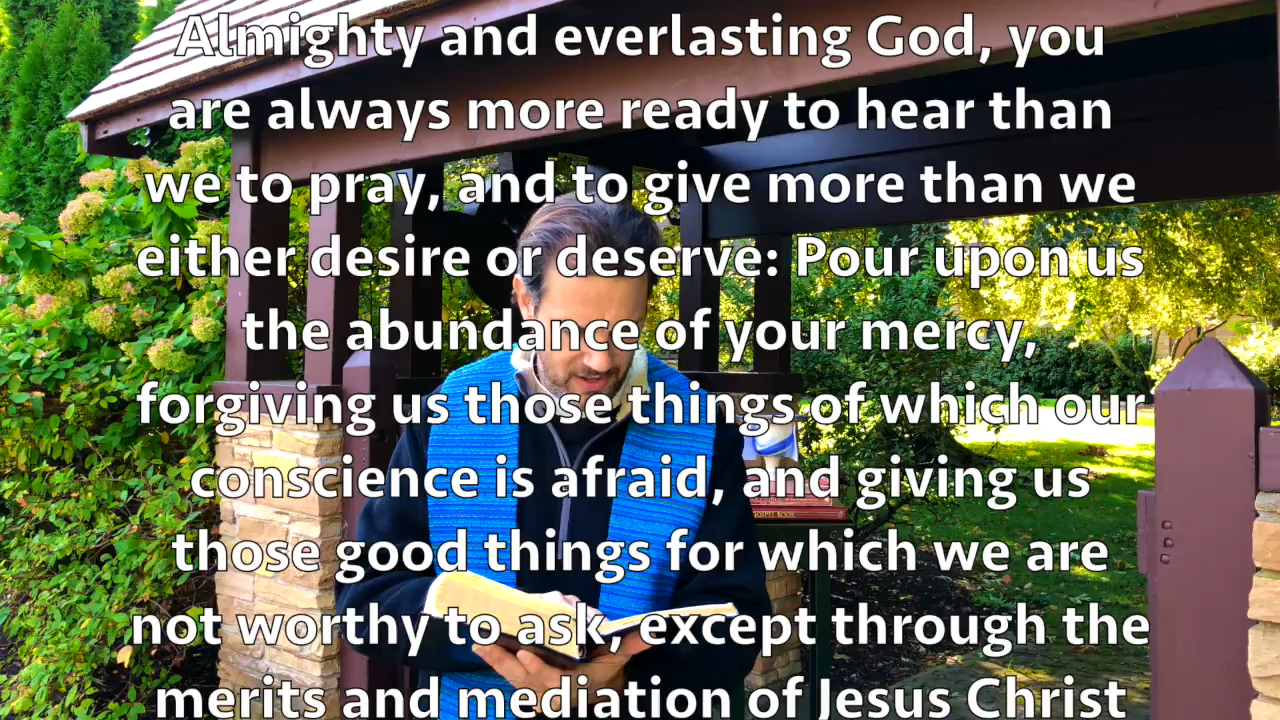 Almighty and everlasting God, you
are always more ready to hear than
we to pray, and to give more than we
either desire or deserve: Pour upon us
the abundance of your mercy,
forgiving us those things of which our
conscience is afraid, and giving us
those good things for which we are
not worthy to ask, except through the
merits and mediation of Jesus Christ
GOSPEL BOOK